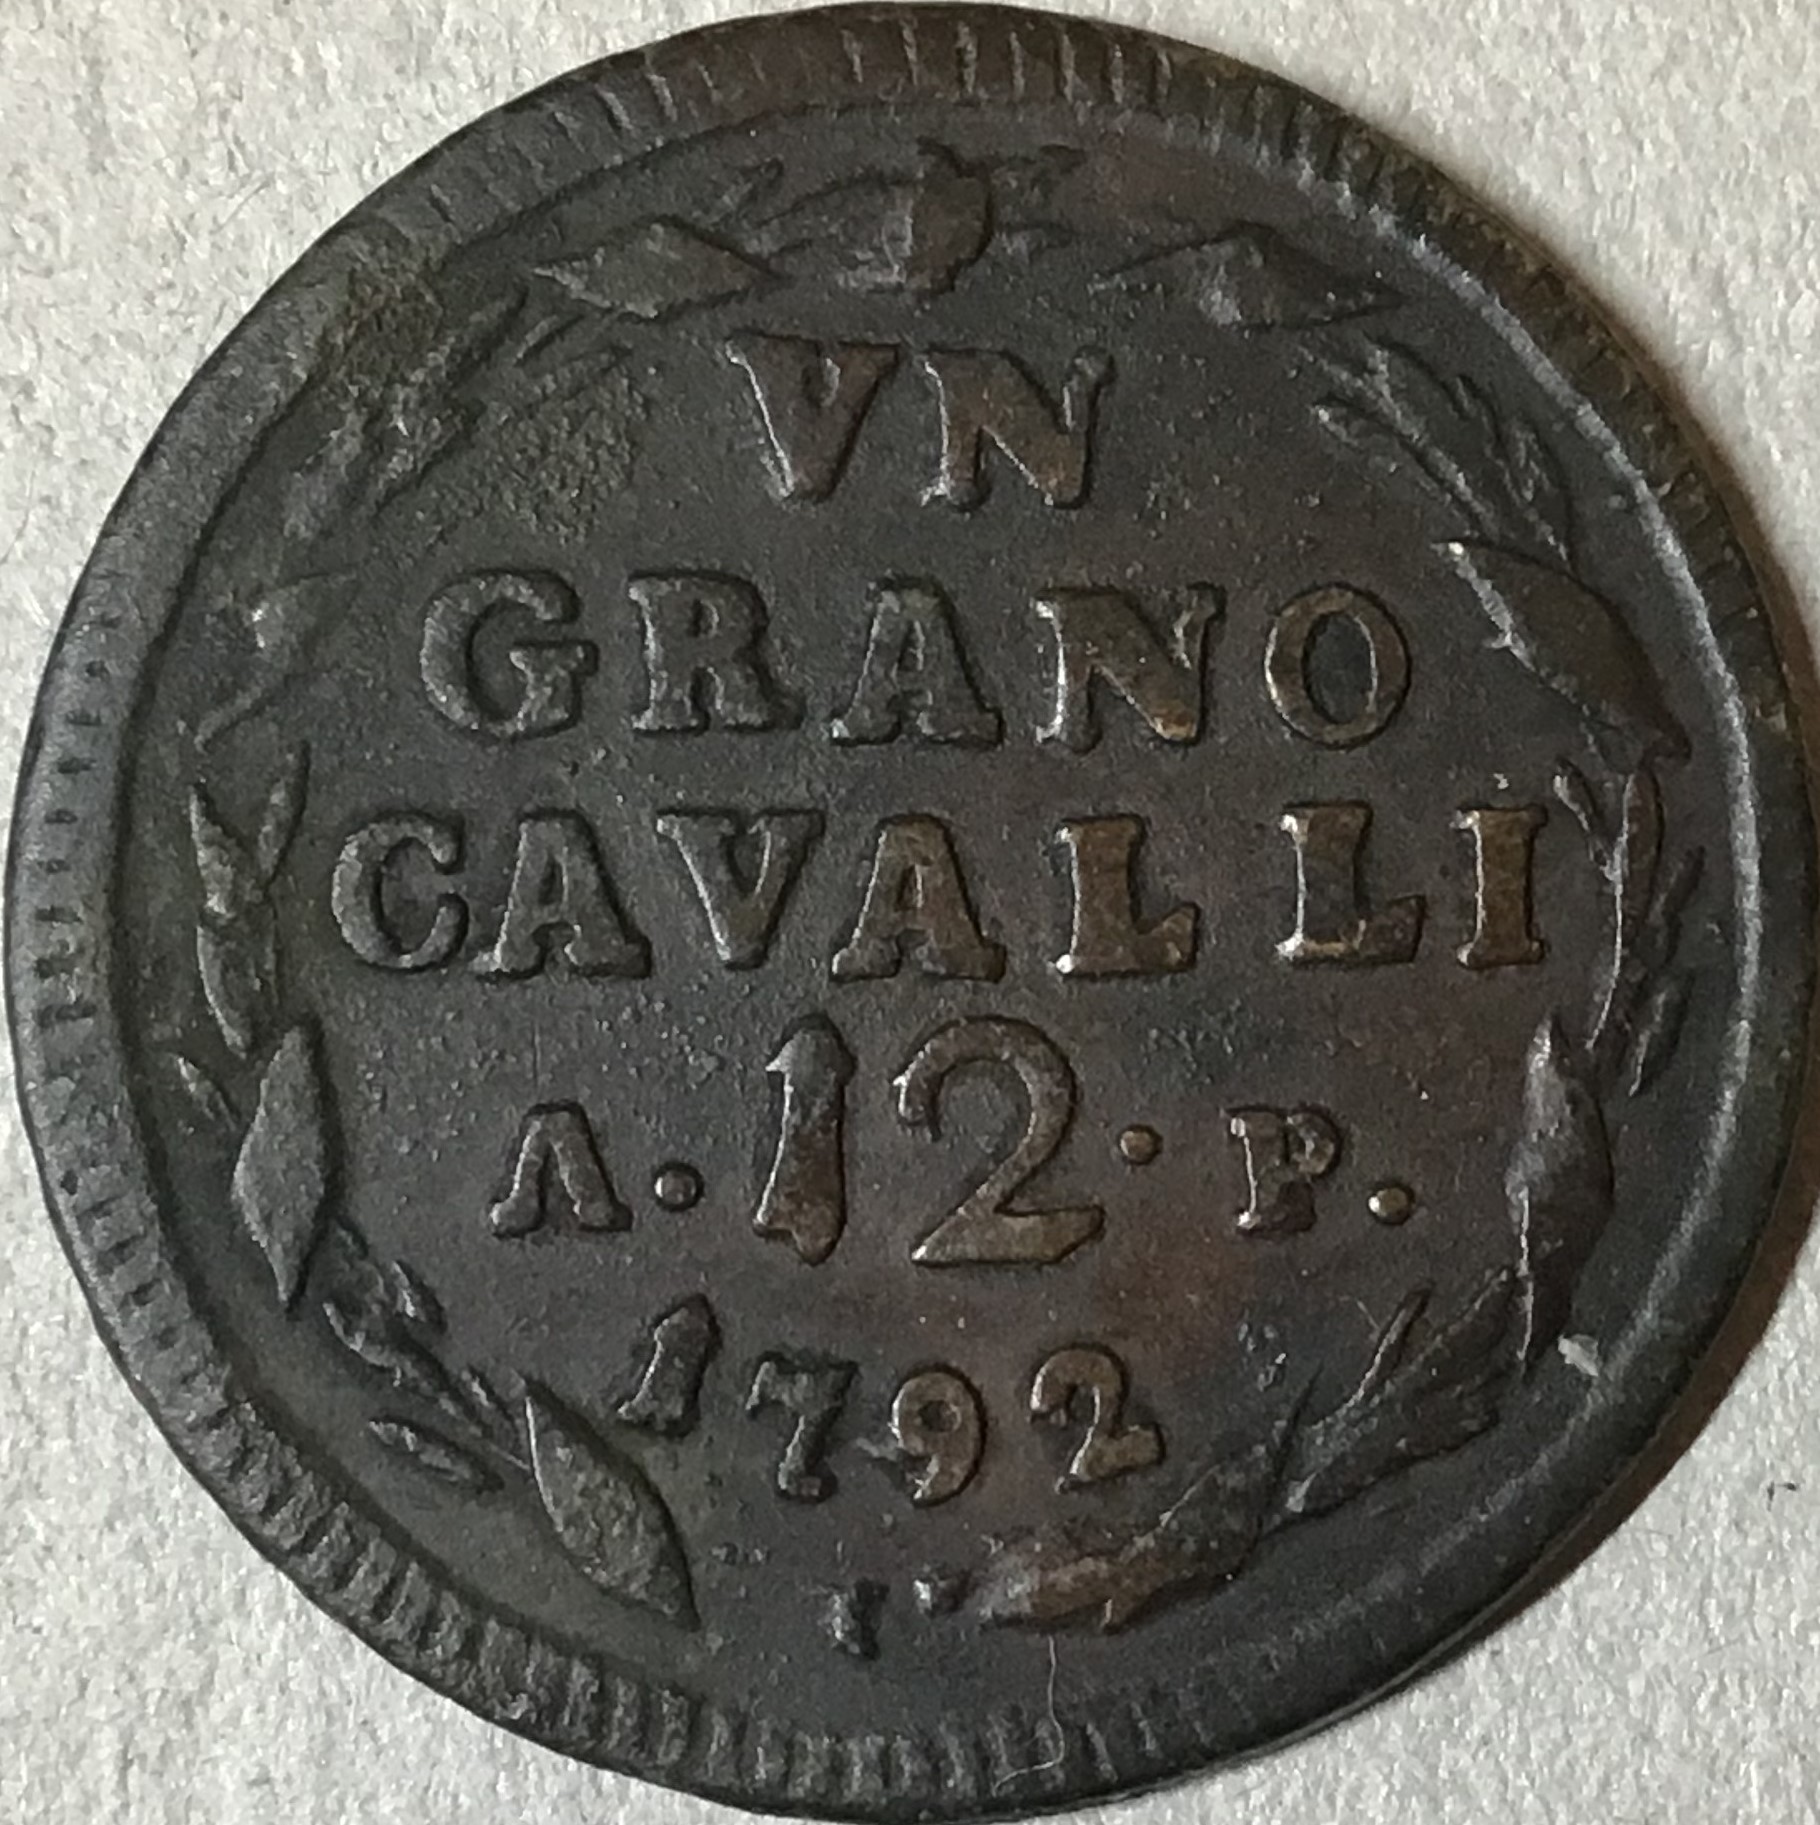 VN
GRANO
CAVALLI
A. 12. P.
1792